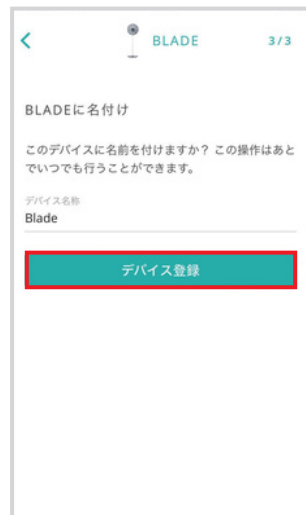 BLADE
3/3
BLADEに名付け
このデバイスに名前を付けますか？ この操作はあと
でいつでも行うことができます。
デバイス名称
Blade
デバイス登録